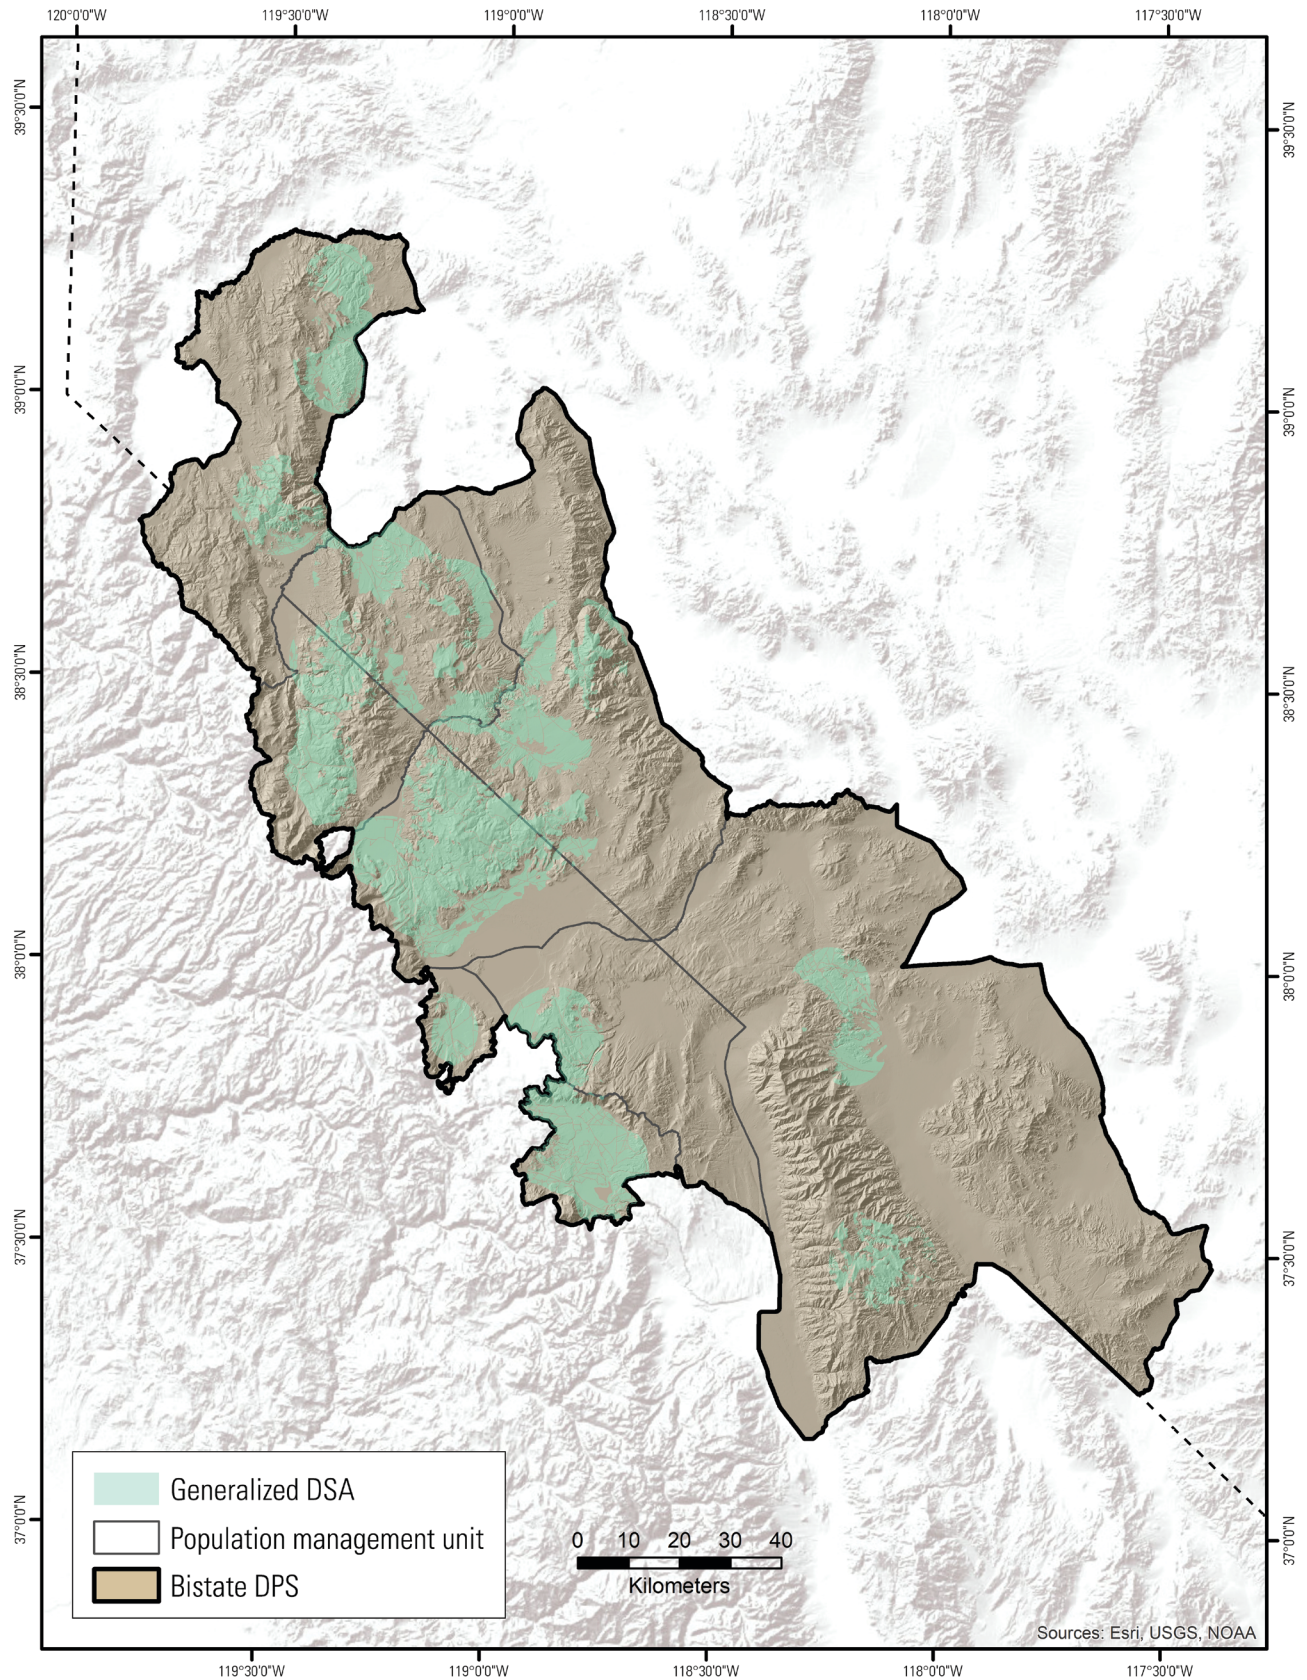 120°0'0"W 119°30'0"W 119°0'0"W 118°30'0"W 118°0'0"W 117°30'0"W
39°30'0"N 39°30'0"N
39°0'0"N 39°0'0"N
38°30'0"N 38°30'0"N
38°0'0"N 38°0'0"N
37°30'0"N 37°30'0"N
37°0'0"N 37°0'0"N
Generalized DSA
Population management unit
Bistate DPS
0 10 20 30 40
Kilometers
Sources: Esri, USGS, NOAA
119°30'0"W 119°0'0"W 118°30'0"W 118°0'0"W 117°30'0"W